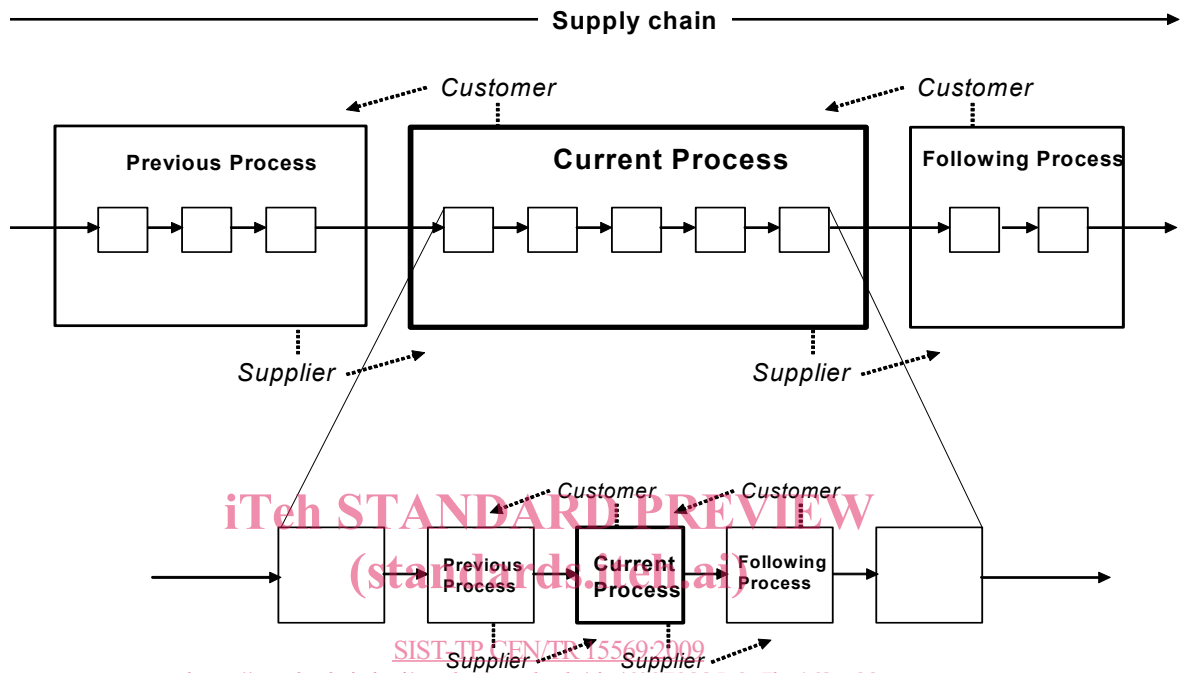 Supply chain
Customer
Customer
Customer
Previous Process
Current Process
Following Process
Supplier
Supplier
Customer
Customer
iTeh STANDARD PREVIEW
(standards.iteh.ai)
Previous
Process
Current
Process
Following
Process
SIST-TP CEN/TR 15569:2009
Supplier
Supplier